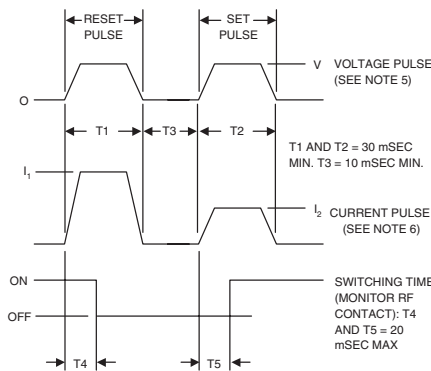 RESET
PULSE
SET
PULSE
V
VOLTAGE PULSE
(SEE NOTE 5)
O
T1
T3
T2
T1 AND T2 = 30 mSEC
MIN. T3 = 10 mSEC MIN.
I1
I2
CURRENT PULSE
(SEE NOTE 6)
ON
OFF
SWITCHING TIME
(MONITOR RF
CONTACT): T4
AND T5 = 20
mSEC MAX
T4
T5